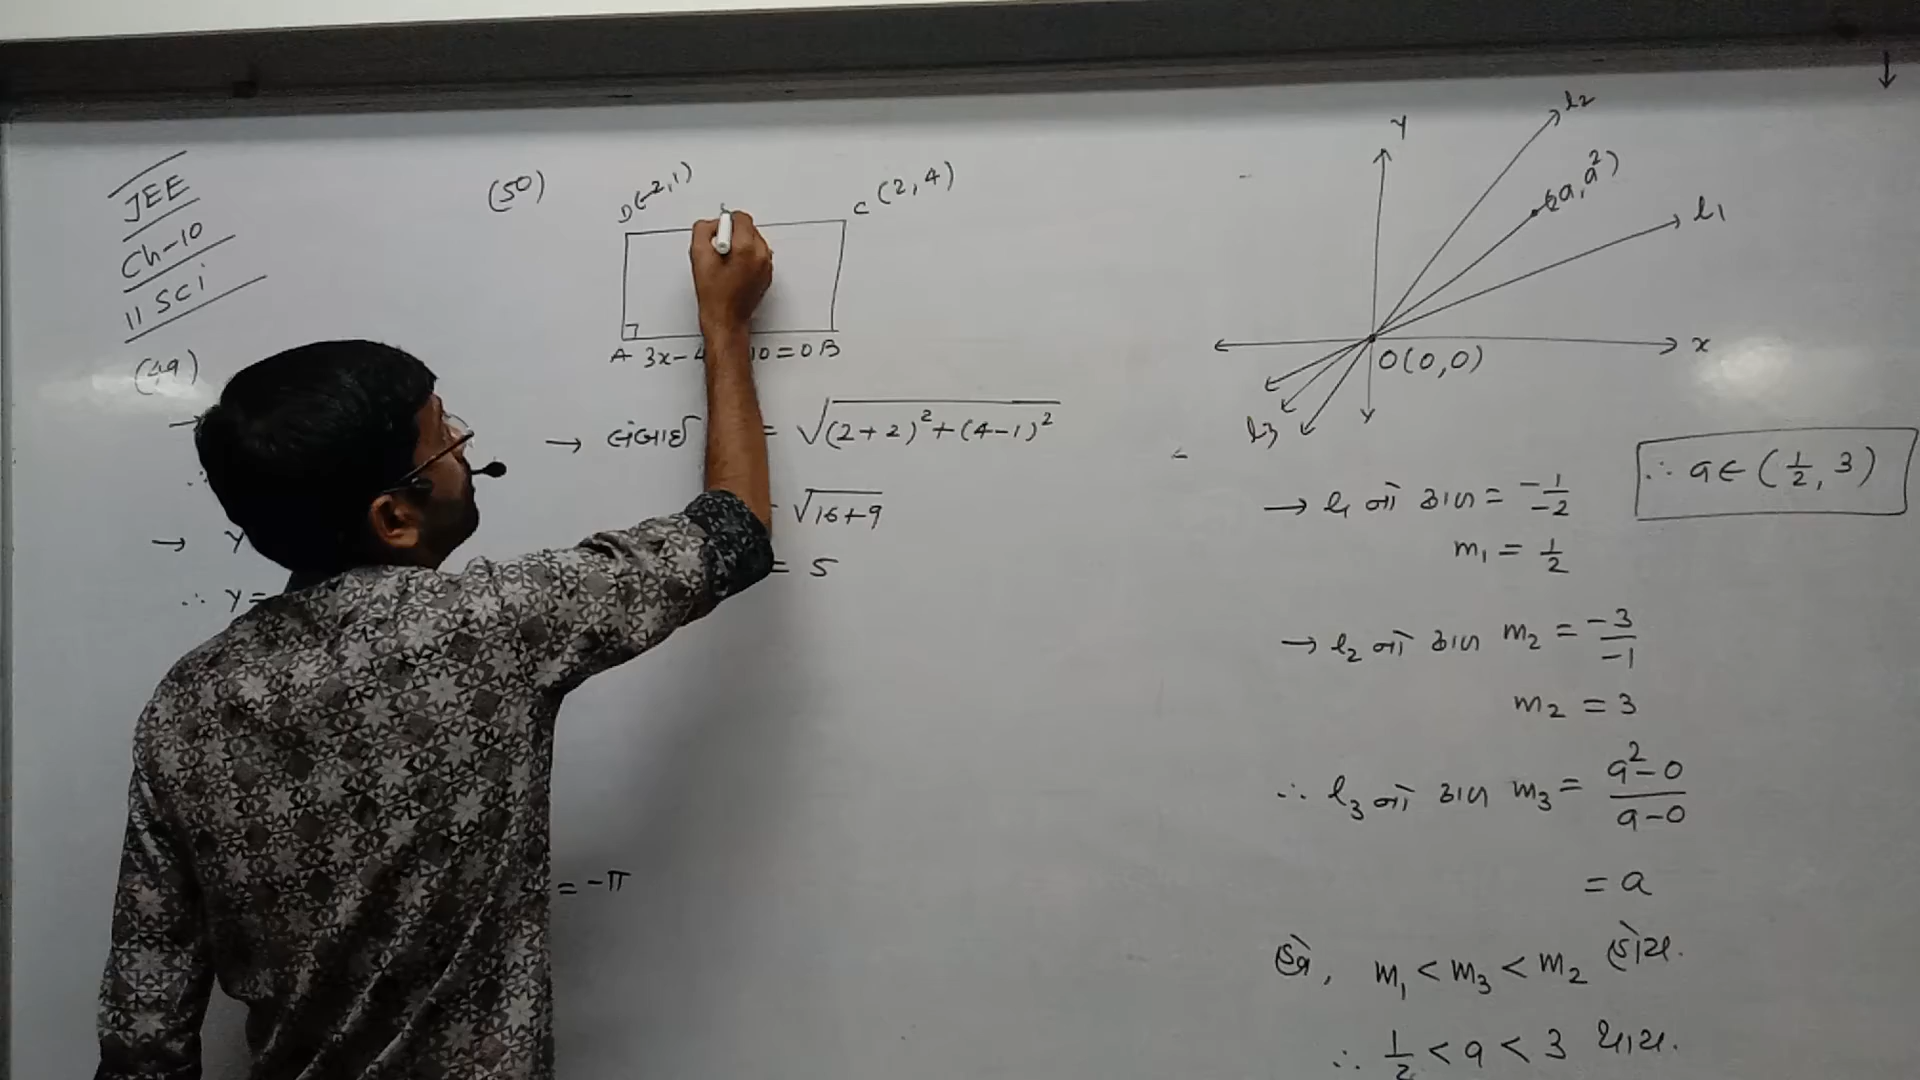 JEE
Ch-10
11 Sci
(49)
→
∴
→ y
∴ y =
= -π
(50)
D(-2,1)
C(2,4)
A 3x-4 10=0 B
→ લંબાઈ = √(2+2)²+(4-1)²
= √16+9
= 5
y
l2
(a, a²)
l1
x
O(0,0)
y
l3
∴ a ∈ (1/2, 3)
→ l1 નો ઢાળ = -1/-2
m1 = 1/2
→ l2 નો ઢાળ m2 = -3/-1
m2 = 3
∴ l3 નો ઢાળ m3 = a²-0/a-0
= a
હવે, m1 < m3 < m2 હોય.
∴ 1/2 < a < 3 થાય.